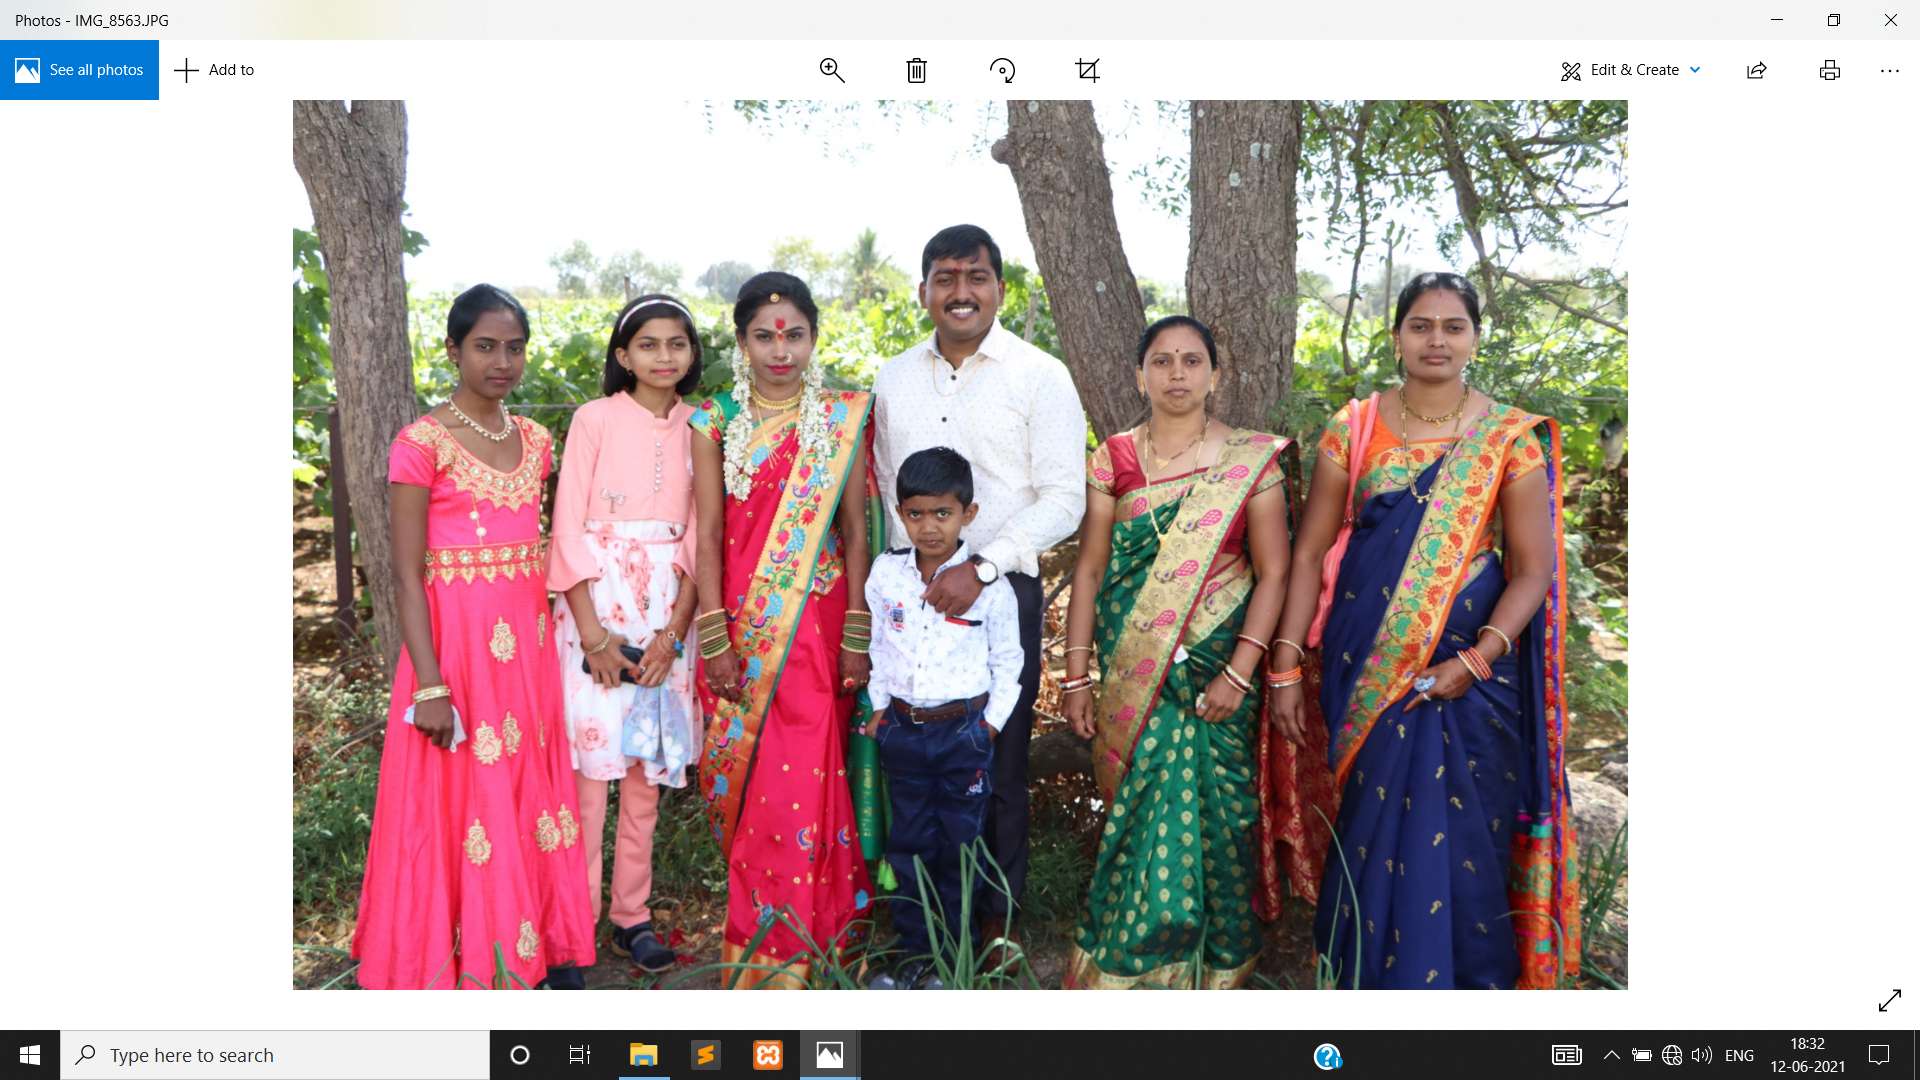 Photos - IMG_8563.JPG
See all photos
Add to
Edit & Create
Type here to search
ENG
18:32
12-06-2021